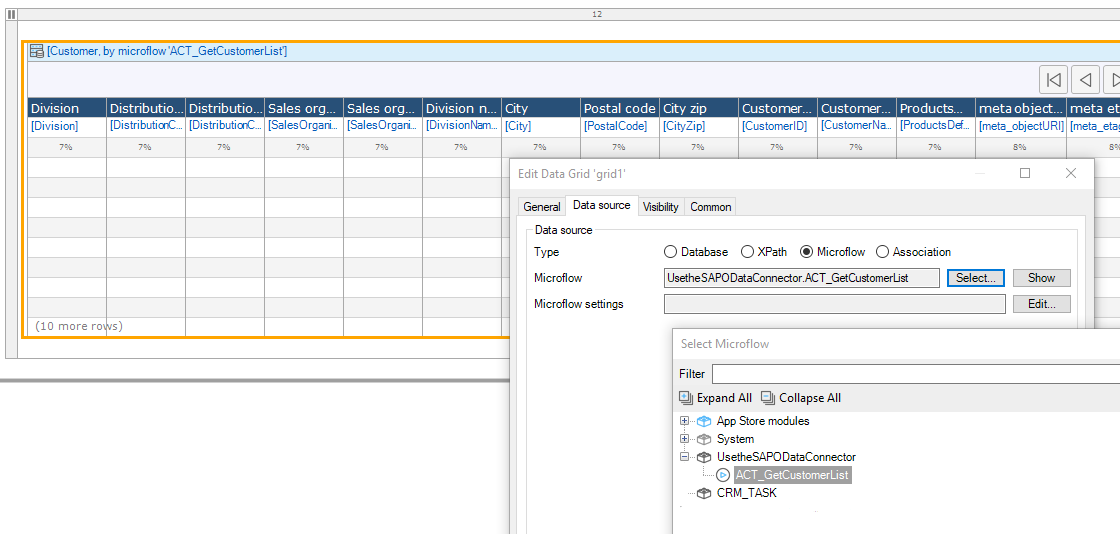 12
[Customer, by microflow 'ACT_GetCustomerList']
Division Distributio... Distributio... Sales org... Sales org... Division n... City Postal code City zip Customer... Customer... Products... meta object... meta et
[Division] [DistributionC... [DistributionC... [SalesOrgani... [SalesOrgani... [DivisionNam... [City] [PostalCode] [CityZip] [CustomerID] [CustomerNa... [ProductsDef... [meta_objectURI] [meta_etag
7% 7% 7% 7% 7% 7% 7% 7% 7% 7% 7% 7% 8% 8%
(10 more rows)
Edit Data Grid 'grid1'
General Data source Visibility Common
Data source
Type Database XPath Microflow Association
Microflow UsetheSAPODataConnector.ACT_GetCustomerList Select... Show
Microflow settings Edit...
Select Microflow
Filter
Expand All Collapse All
App Store modules
System
UsetheSAPODataConnector
ACT_GetCustomerList
CRM_TASK